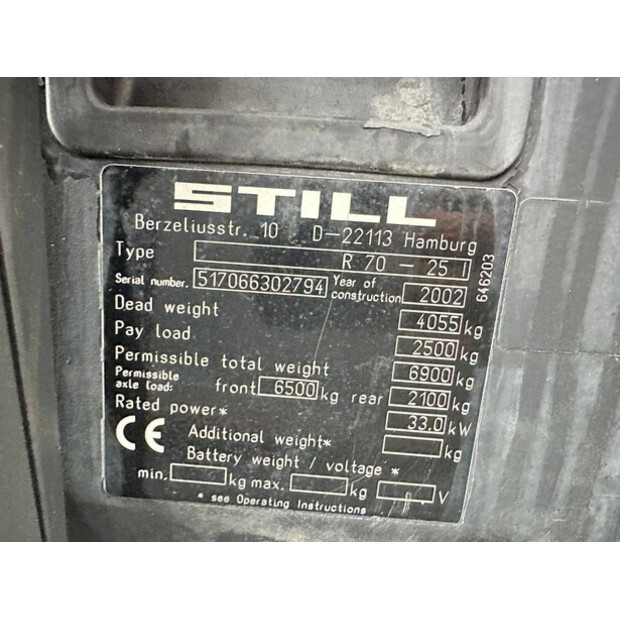 STILL
Berzeliusstr. 10 D-22113 Hamburg
Type R 70 - 25
Serial number. 517066302794 Year of construction 2002
Dead weight 4055 kg
Pay load 2500 kg
Permissible total weight 6900 kg
Permissible axle load: front 6500 kg rear 2100 kg
Rated power* 33.0 kW
CE Additional weight* kg
Battery weight / voltage *
min. kg max. kg V
* see Operating Instructions
646203